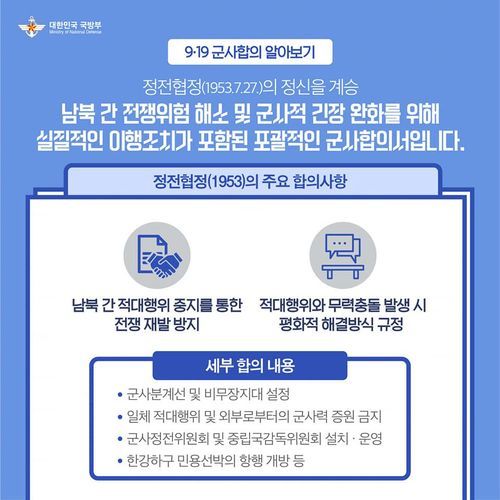 대한민국 국방부
Ministry of National Defense
9·19 군사합의 알아보기
정전협정(1953.7.27.)의 정신을 계승
남북 간 전쟁위험 해소 및 군사적 긴장 완화를 위해
실질적인 이행조치가 포함된 포괄적인 군사합의서입니다.
정전협정(1953)의 주요 합의사항
남북 간 적대행위 중지를 통한
전쟁 재발 방지
적대행위와 무력충돌 발생 시
평화적 해결방식 규정
세부 합의 내용
• 군사분계선 및 비무장지대 설정
• 일체 적대행위 및 외부로부터의 군사력 증원 금지
• 군사정전위원회 및 중립국감독위원회 설치·운영
• 한강하구 민용선박의 항행 개방 등